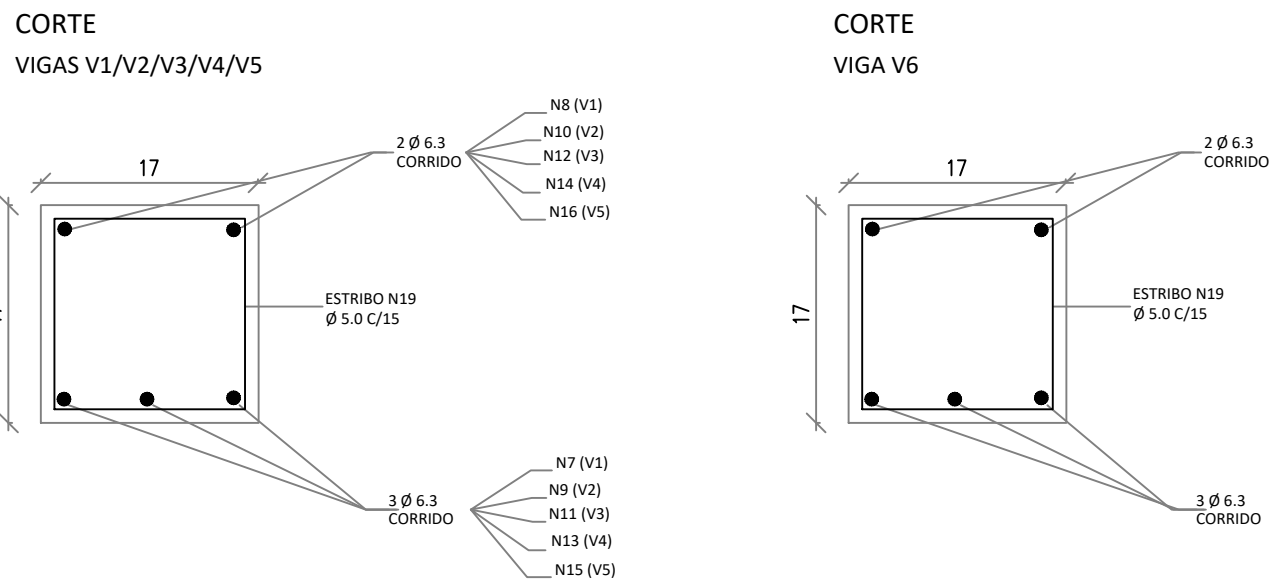 CORTE
VIGAS V1/V2/V3/V4/V5
17
2 Ø 6.3
CORRIDO
N8 (V1)
N10 (V2)
N12 (V3)
N14 (V4)
N16 (V5)
ESTRIBO N19
Ø 5.0 C/15
3 Ø 6.3
CORRIDO
N7 (V1)
N9 (V2)
N11 (V3)
N13 (V4)
N15 (V5)
CORTE
VIGA V6
17
2 Ø 6.3
CORRIDO
17
ESTRIBO N19
Ø 5.0 C/15
3 Ø 6.3
CORRIDO